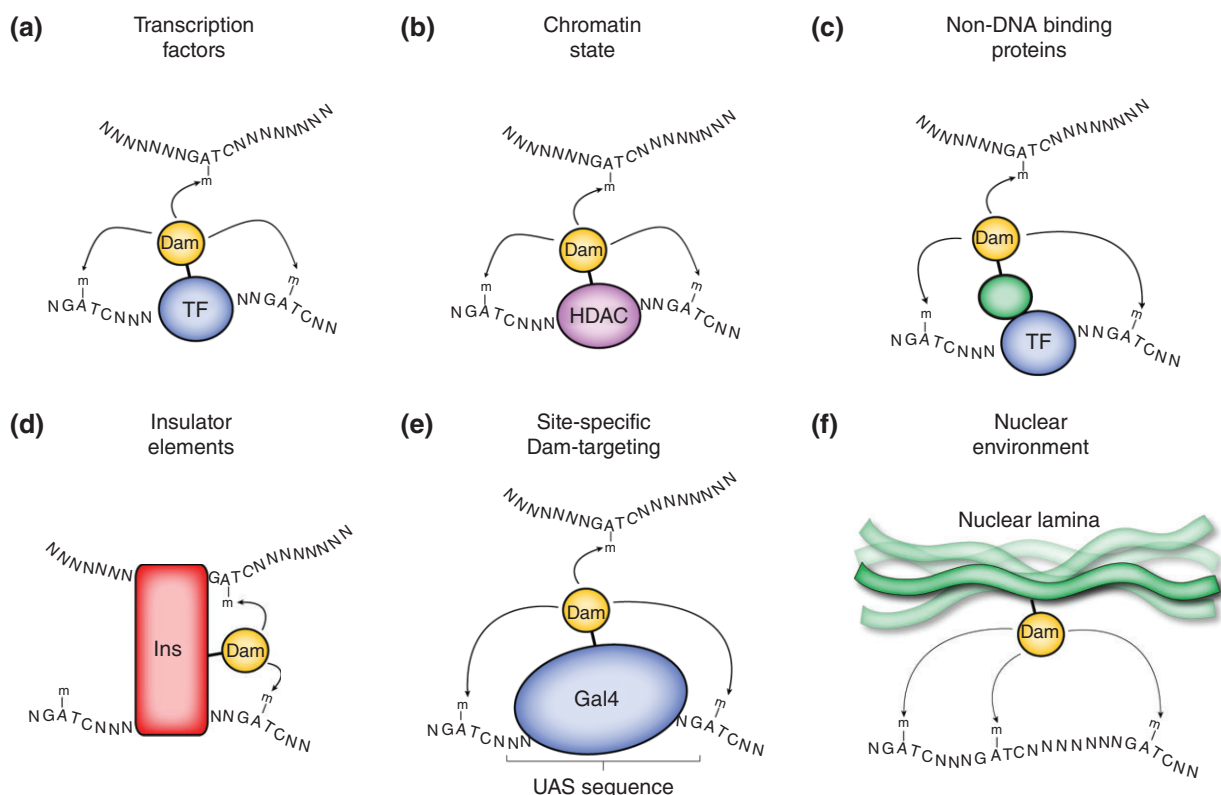 (a)
Transcription
factors
NNNNNNNGATCNNNNNNNN
m
Dam
m
m
NGATCNNN
TF
NNGATCNN
(b)
Chromatin
state
NNNNNNNGATCNNNNNNNN
m
Dam
m
m
NGATCNNN
HDAC
NNGATCNN
(c)
Non-DNA binding
proteins
NNNNNNNGATCNNNNNNNN
m
Dam
m
m
NGATCNNN
TF
NNGATCNN
(d)
Insulator
elements
NNNNNNN
GATCNNNNNNNN
m
Ins
Dam
m
m
NGATCNNN
NNGATCNN
(e)
Site-specific
Dam-targeting
NNNNNNNGATCNNNNNNNN
m
Dam
Gal4
m
m
NGATCNNN
NGATCNN
UAS sequence
(f)
Nuclear
environment
Nuclear lamina
Dam
m
m
m
NGATCNNNNGATCNNNNNNGATCNN